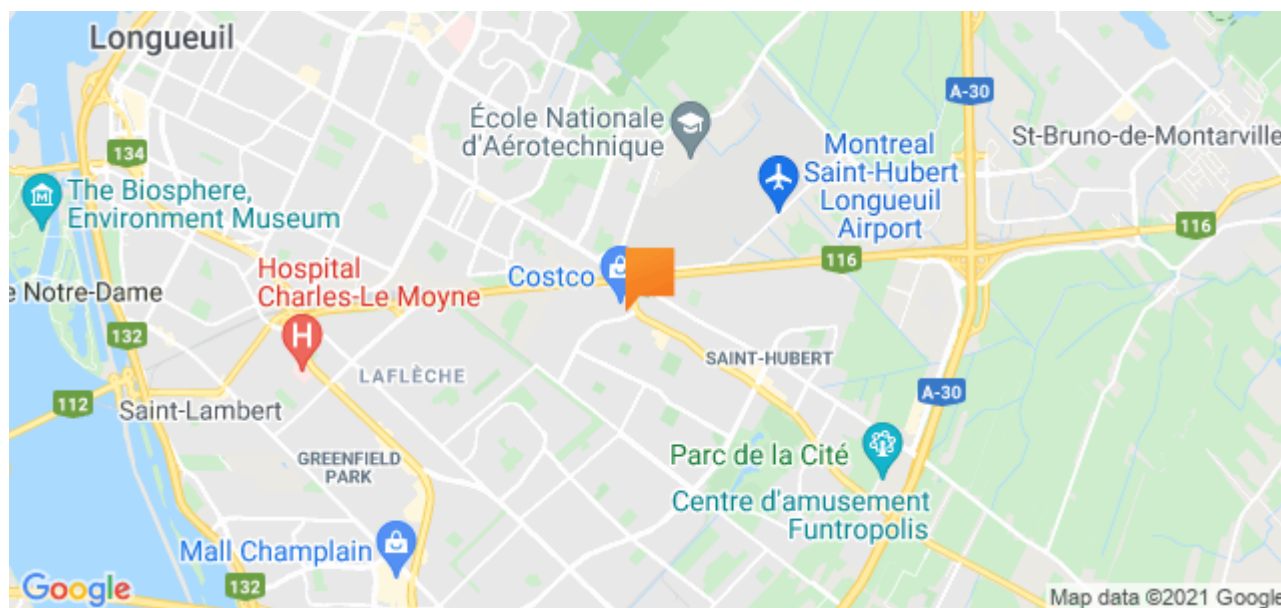 Longueuil
A-30
École Nationale
d'Aérotechnique
St-Bruno-de-Montarville
134
Montreal
Saint-Hubert
Longueuil
Airport
The Biosphere,
Environment Museum
116
116
Costco
Hospital
Charles-Le Moyne
e Notre-Dame
132
H
SAINT-HUBERT
LAFLÈCHE
A-30
112
Saint-Lambert
Parc de la Cité
GREENFIELD
PARK
Centre d'amusement
Funtropolis
Mall Champlain
132
Google
Map data ©2021 Google